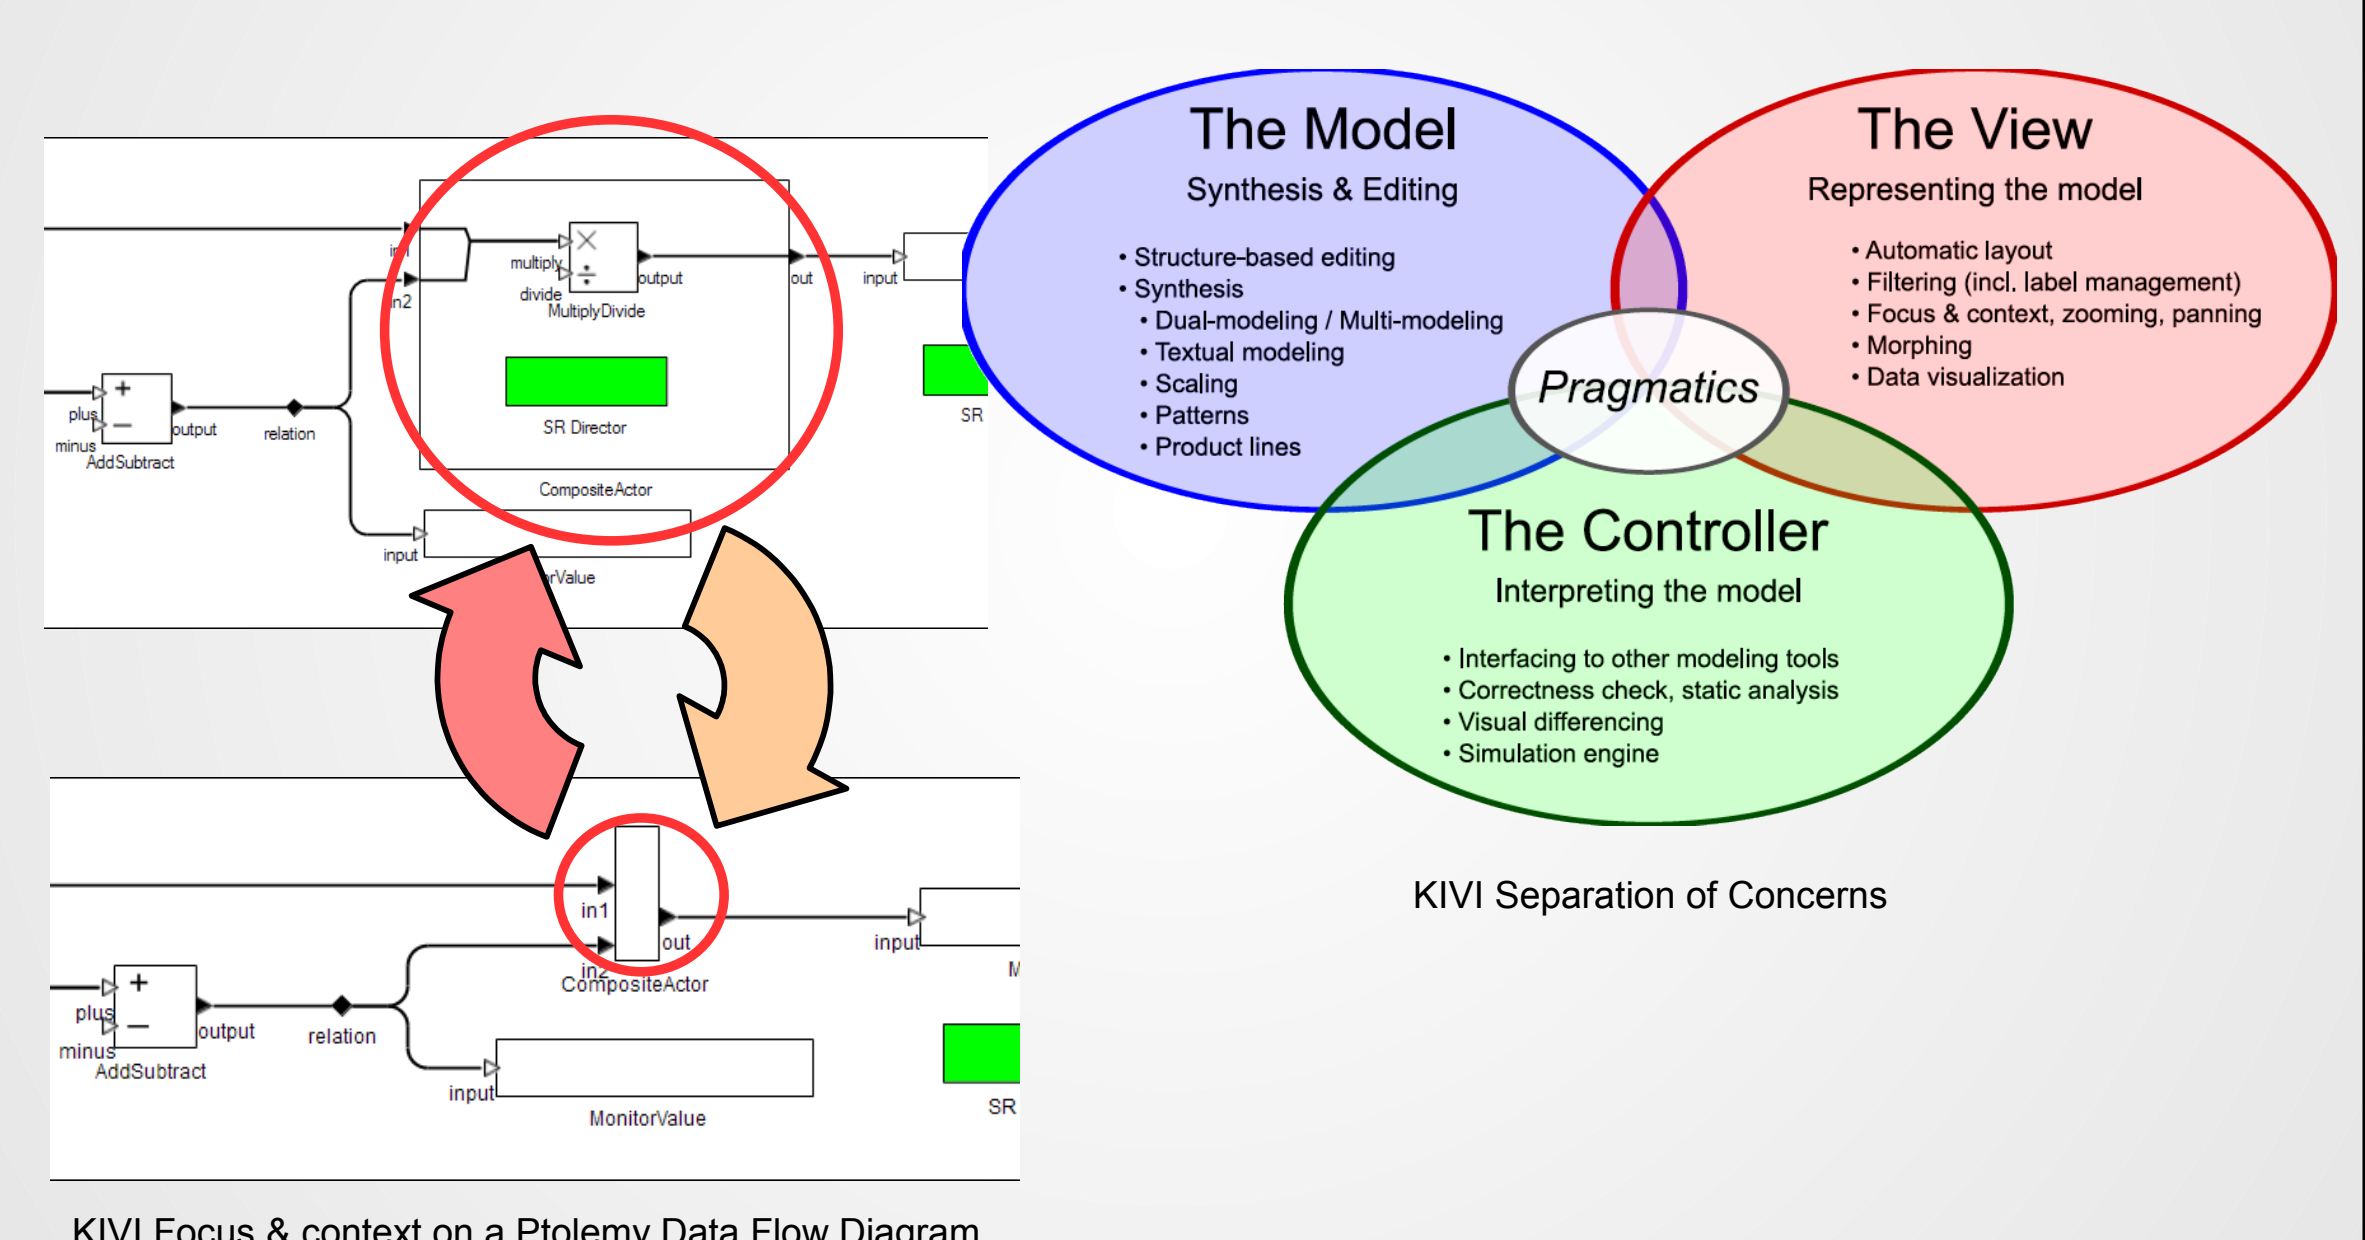 in2
multiply
divide
MultiplyDivide
output
out
input
SR Director
SR
CompositeActor
plus
minus
AddSubtract
output
relation
input
orValue
in1
in2
out
CompositeActor
input
M
plus
minus
AddSubtract
output
relation
input
MonitorValue
SR
KIVI Focus & context on a Ptolemy Data Flow Diagram
The Model
Synthesis & Editing
• Structure-based editing
• Synthesis
• Dual-modeling / Multi-modeling
• Textual modeling
• Scaling
• Patterns
• Product lines
The View
Representing the model
• Automatic layout
• Filtering (incl. label management)
• Focus & context, zooming, panning
• Morphing
• Data visualization
Pragmatics
The Controller
Interpreting the model
• Interfacing to other modeling tools
• Correctness check, static analysis
• Visual differencing
• Simulation engine
KIVI Separation of Concerns